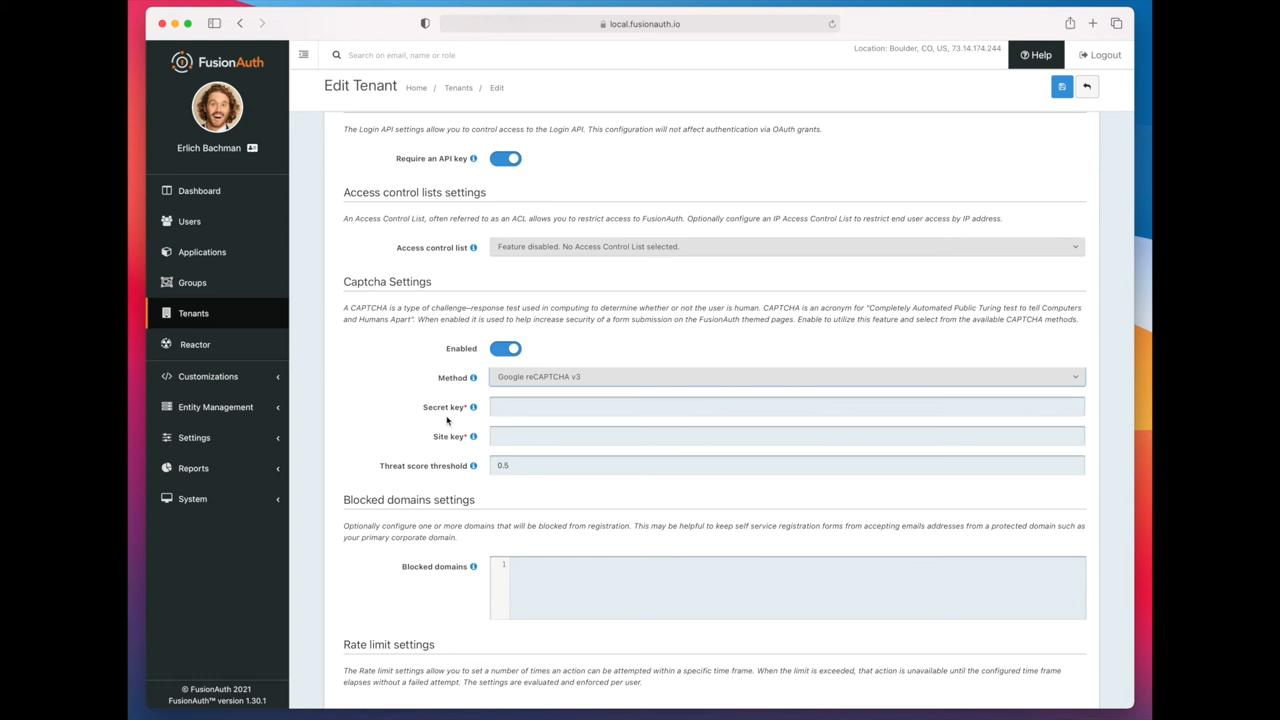 local.fusionauth.io
FusionAuth
Search on email, name or role
Location: Boulder, CO, US, 73.14.174.244
Help
Logout
Edit Tenant
Home / Tenants / Edit
Erlich Bachman
Dashboard
Users
Applications
Groups
Tenants
Reactor
Customizations
Entity Management
Settings
Reports
System
© FusionAuth 2021
FusionAuth™ version 1.30.1
The Login API settings allow you to control access to the Login API. This configuration will not affect authentication via OAuth grants.
Require an API key
Access control lists settings
An Access Control List, often referred to as an ACL allows you to restrict access to FusionAuth. Optionally configure an IP Access Control List to restrict end user access by IP address.
Access control list
Feature disabled. No Access Control List selected.
Captcha Settings
A CAPTCHA is a type of challenge–response test used in computing to determine whether or not the user is human. CAPTCHA is an acronym for "Completely Automated Public Turing test to tell Computers
and Humans Apart". When enabled it is used to help increase security of a form submission on the FusionAuth themed pages. Enable to utilize this feature and select from the available CAPTCHA methods.
Enabled
Method
Google reCAPTCHA v3
Secret key*
Site key*
Threat score threshold
0.5
Blocked domains settings
Optionally configure one or more domains that will be blocked from registration. This may be helpful to keep self service registration forms from accepting emails addresses from a protected domain such as
your primary corporate domain.
Blocked domains
1
Rate limit settings
The Rate limit settings allow you to set a number of times an action can be attempted within a specific time frame. When the limit is exceeded, that action is unavailable until the configured time frame
elapses without a failed attempt. The settings are evaluated and enforced per user.